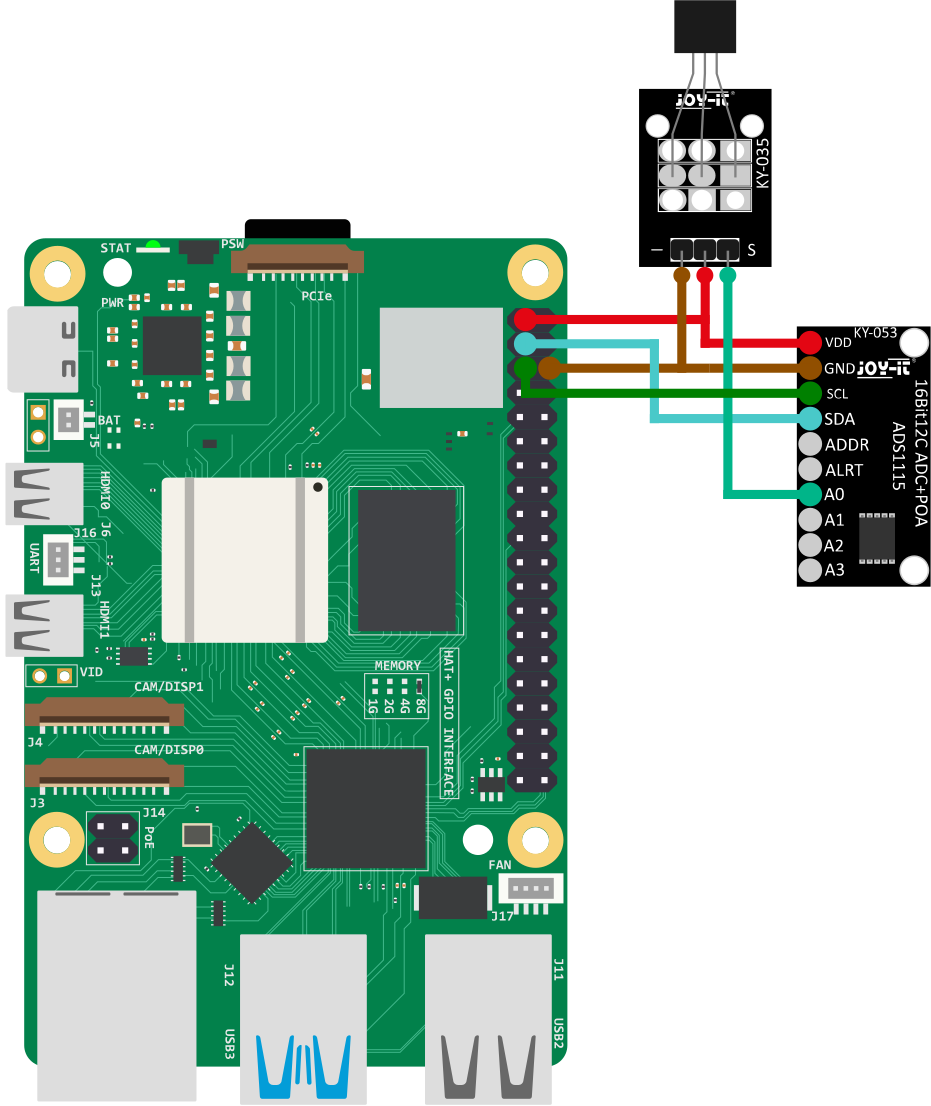 JOY-iT
KY-035
– S
STAT
PSW
PCIe
PWR
BAT
J5
HDMI0
J6
J16
UART
J13
HDMI1
VID
CAM/DISP1
J4
CAM/DISP0
J3
J14
PoE
MEMORY
1G 2G 4G 8G
HAT+ GPIO INTERFACE
FAN
J17
J12
USB3
J11
USB2
KY-053
VDD
GND
JOY-iT
SCL
SDA
ADDR
ALRT
A0
A1
A2
A3
16Bit12C ADC+POA
ADS1115